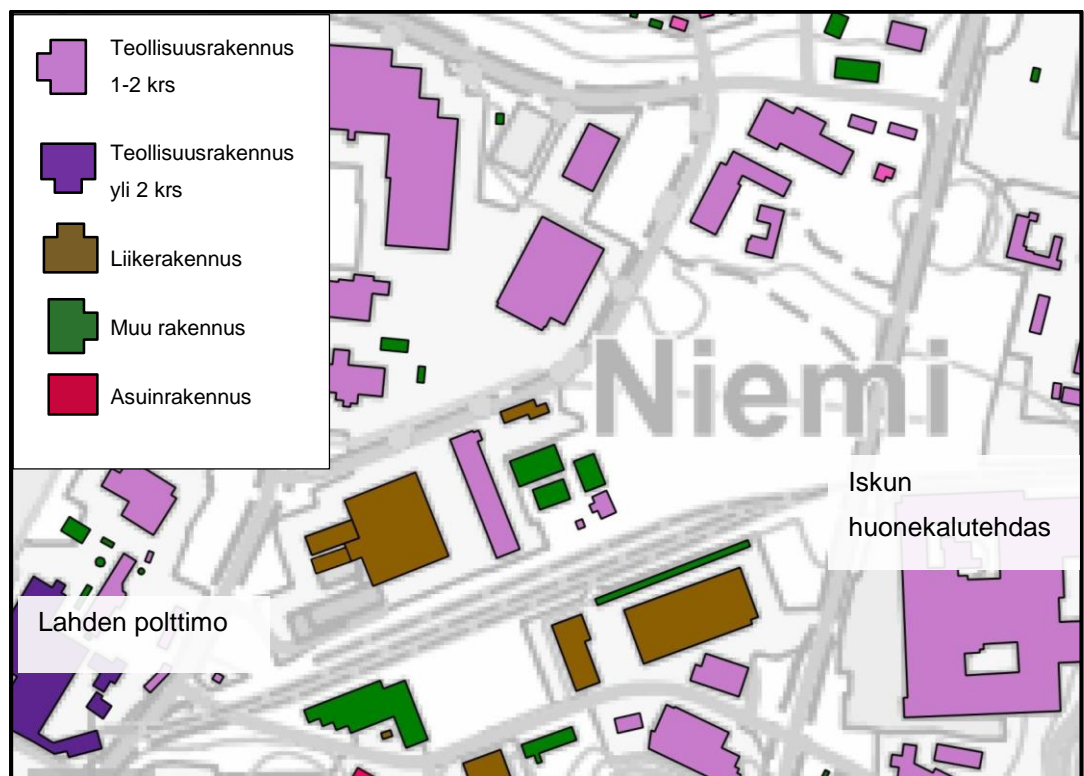 Teollisuusrakennus
1-2 krs
Teollisuusrakennus
yli 2 krs
Liikerakennus
Muu rakennus
Asuinrakennus
Niemi
Iskun
huonekalutehdas
Lahden polttimo